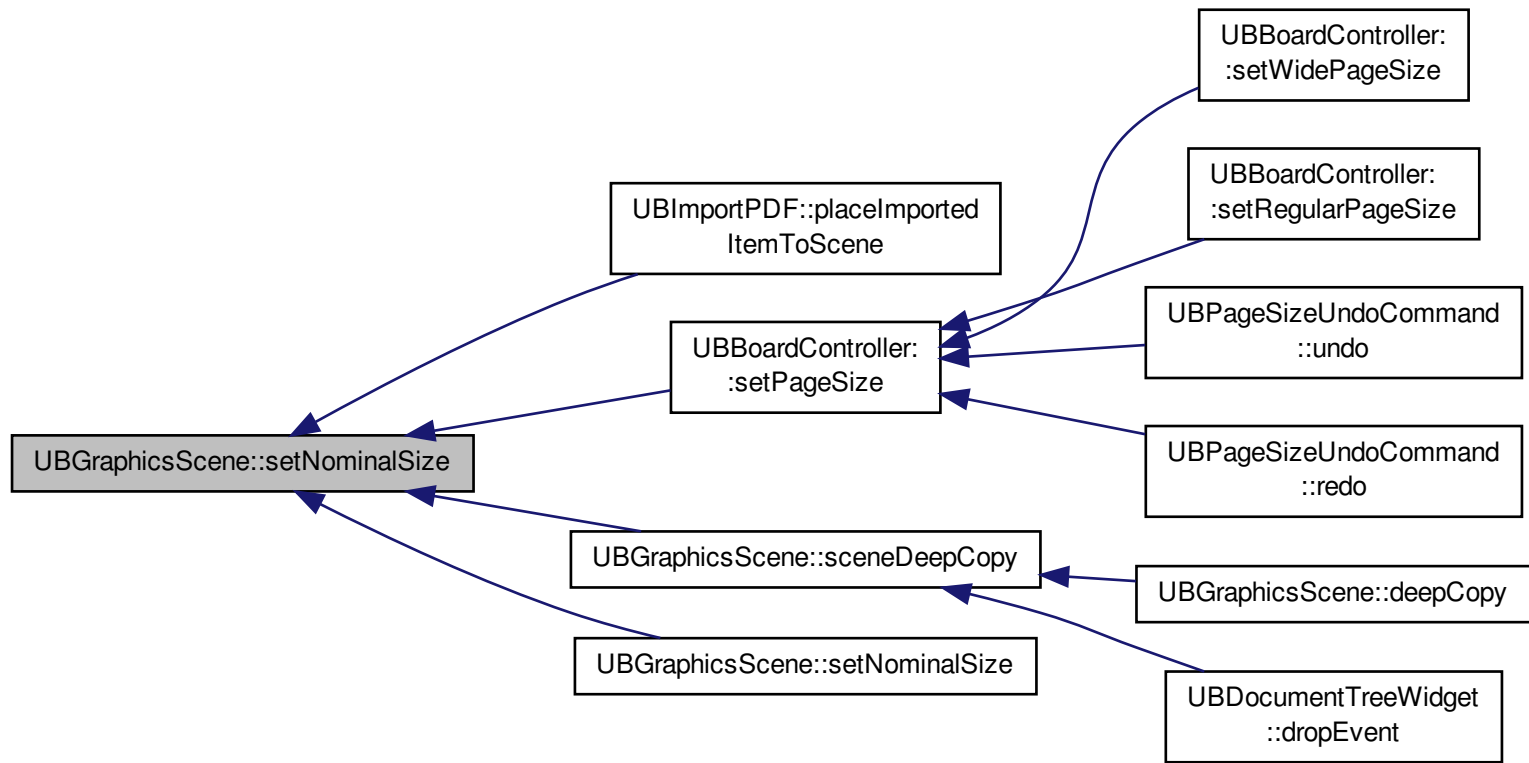 UBBoardController:
:setWidePageSize
UBBoardController:
:setRegularPageSize
UBImportPDF::placeImported
ItemToScene
UBPageSizeUndoCommand
::undo
UBBoardController:
:setPageSize
UBGraphicsScene::setNominalSize
UBPageSizeUndoCommand
::redo
UBGraphicsScene::sceneDeepCopy
UBGraphicsScene::deepCopy
UBGraphicsScene::setNominalSize
UBDocumentTreeWidget
::dropEvent